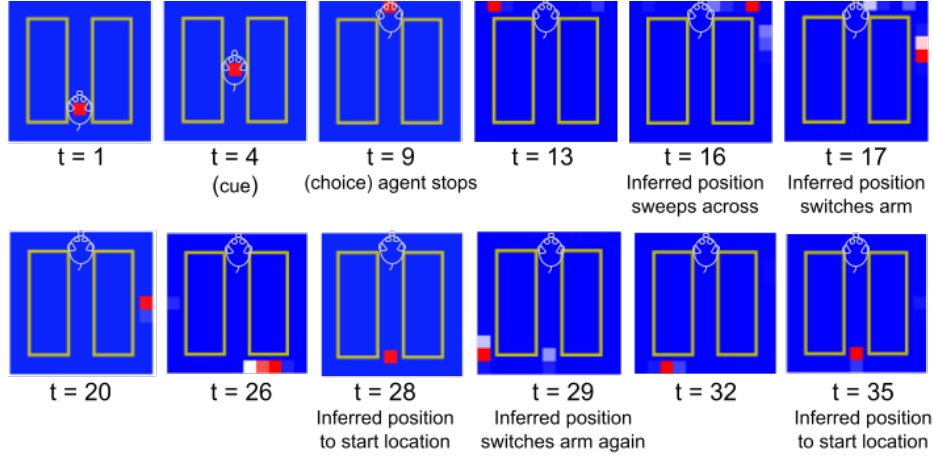 t = 1
t = 4
(cue)
t = 9
(choice) agent stops
t = 13
t = 16
Inferred position
sweeps across
t = 17
Inferred position
switches arm
t = 20
t = 26
t = 28
Inferred position
to start location
t = 29
Inferred position
switches arm again
t = 32
t = 35
Inferred position
to start location